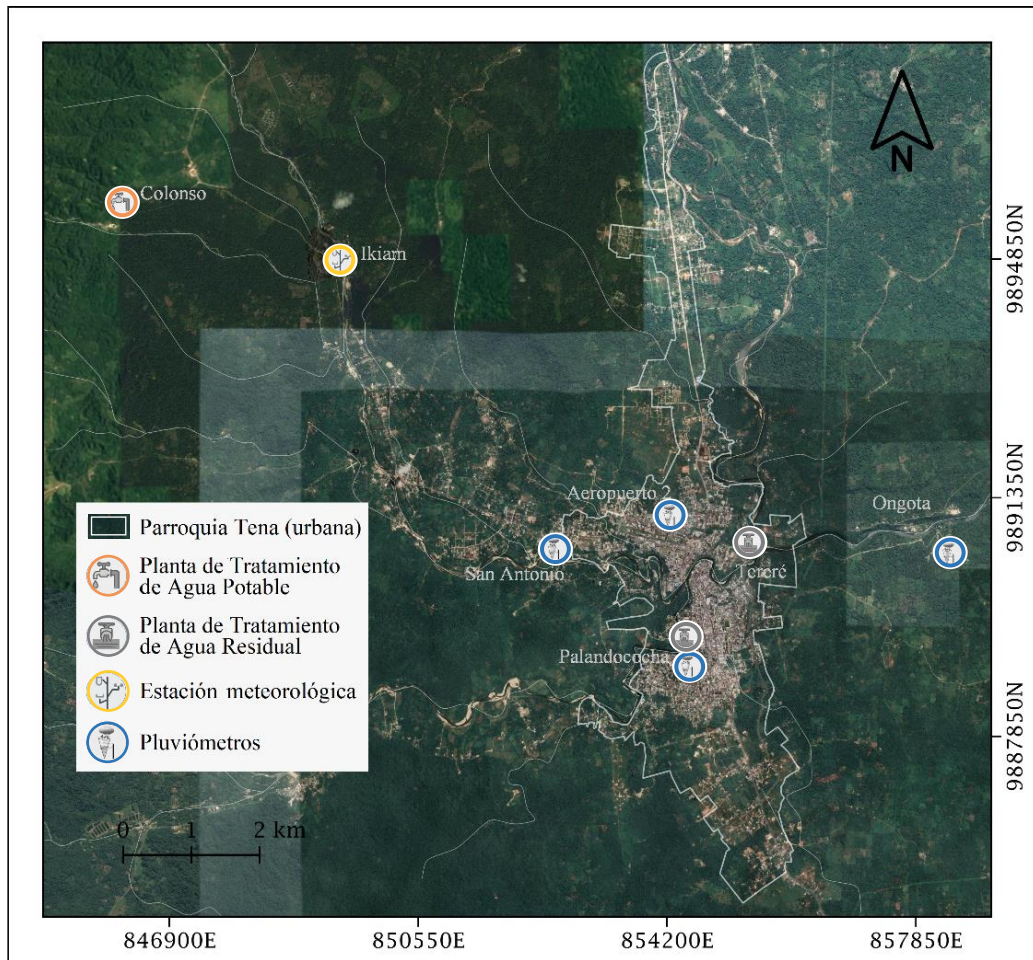 Colonso
Ikiam
N
9894850N
Aeropuerto 2
Ongota
9891350N
San Antonio
Tereré
Palandococha
9887850N
Parroquia Tena (urbana)
Planta de Tratamiento
de Agua Potable
Planta de Tratamiento
de Agua Residual
Estación meteorológica
Pluviómetros
0 1 2 km
846900E 850550E 854200E 857850E